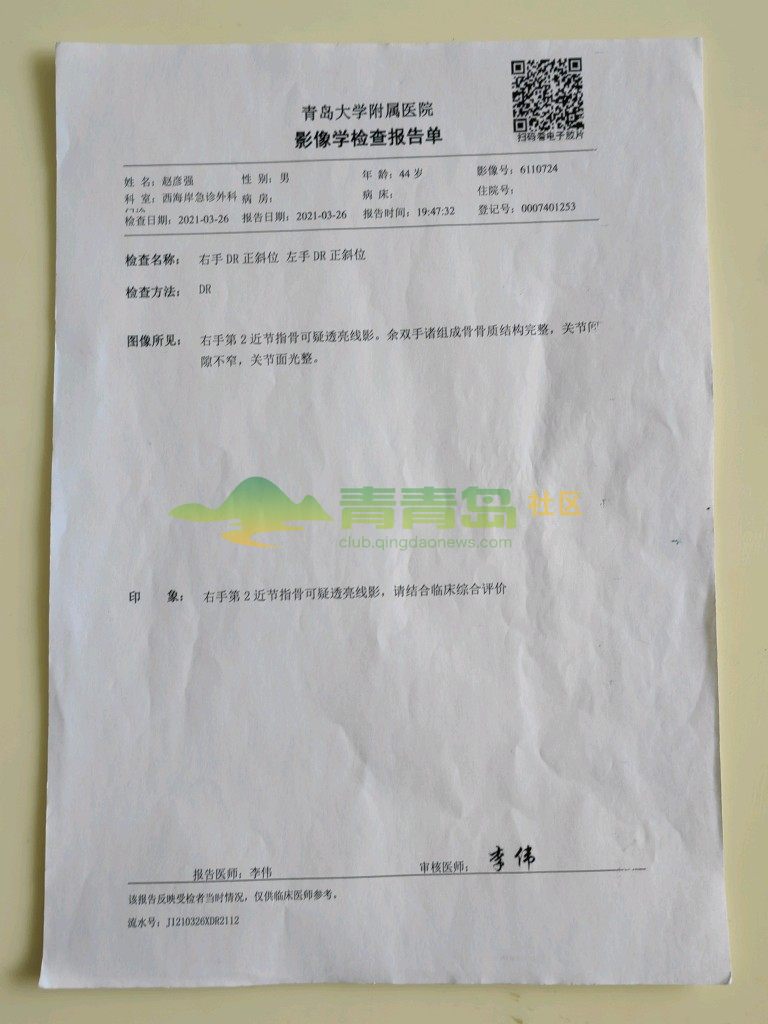 青岛大学附属医院
扫码看电子胶片
影像学检查报告单
姓 名：赵彦强 性 别：男 年 龄：44 岁 影像号：6110724
科 室：西海岸急诊外科 病 房： 病 床： 住院号：
检查日期：2021-03-26 报告日期：2021-03-26 报告时间：19:47:32 登记号：0007401253
检查名称： 右手 DR 正斜位 左手 DR 正斜位
检查方法： DR
图像所见： 右手第 2 近节指骨可疑透亮线影。余双手诸组成骨骨质结构完整，关节间
隙不窄，关节面光整。
青青岛 社区
club.qingdaonews.com
印 象： 右手第 2 近节指骨可疑透亮线影，请结合临床综合评价
报告医师：李伟 审核医师： 李伟
该报告反映受检者当时情况，仅供临床医师参考。
流水号：J1210326XDR2112